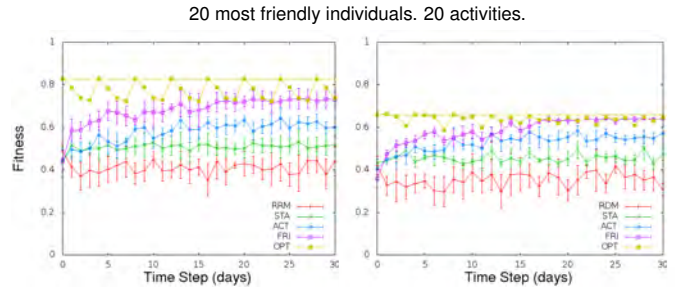 20 most friendly individuals. 20 activities.
Fitness
1
0.8
0.6
0.4
0.2
0
0 5 10 15 20 25 30
Time Step (days)
RRM
STA
ACT
FRI
OPT
1
0.8
0.6
0.4
0.2
0
0 5 10 15 20 25 30
Time Step (days)
RDM
STA
ACT
FRI
OPT